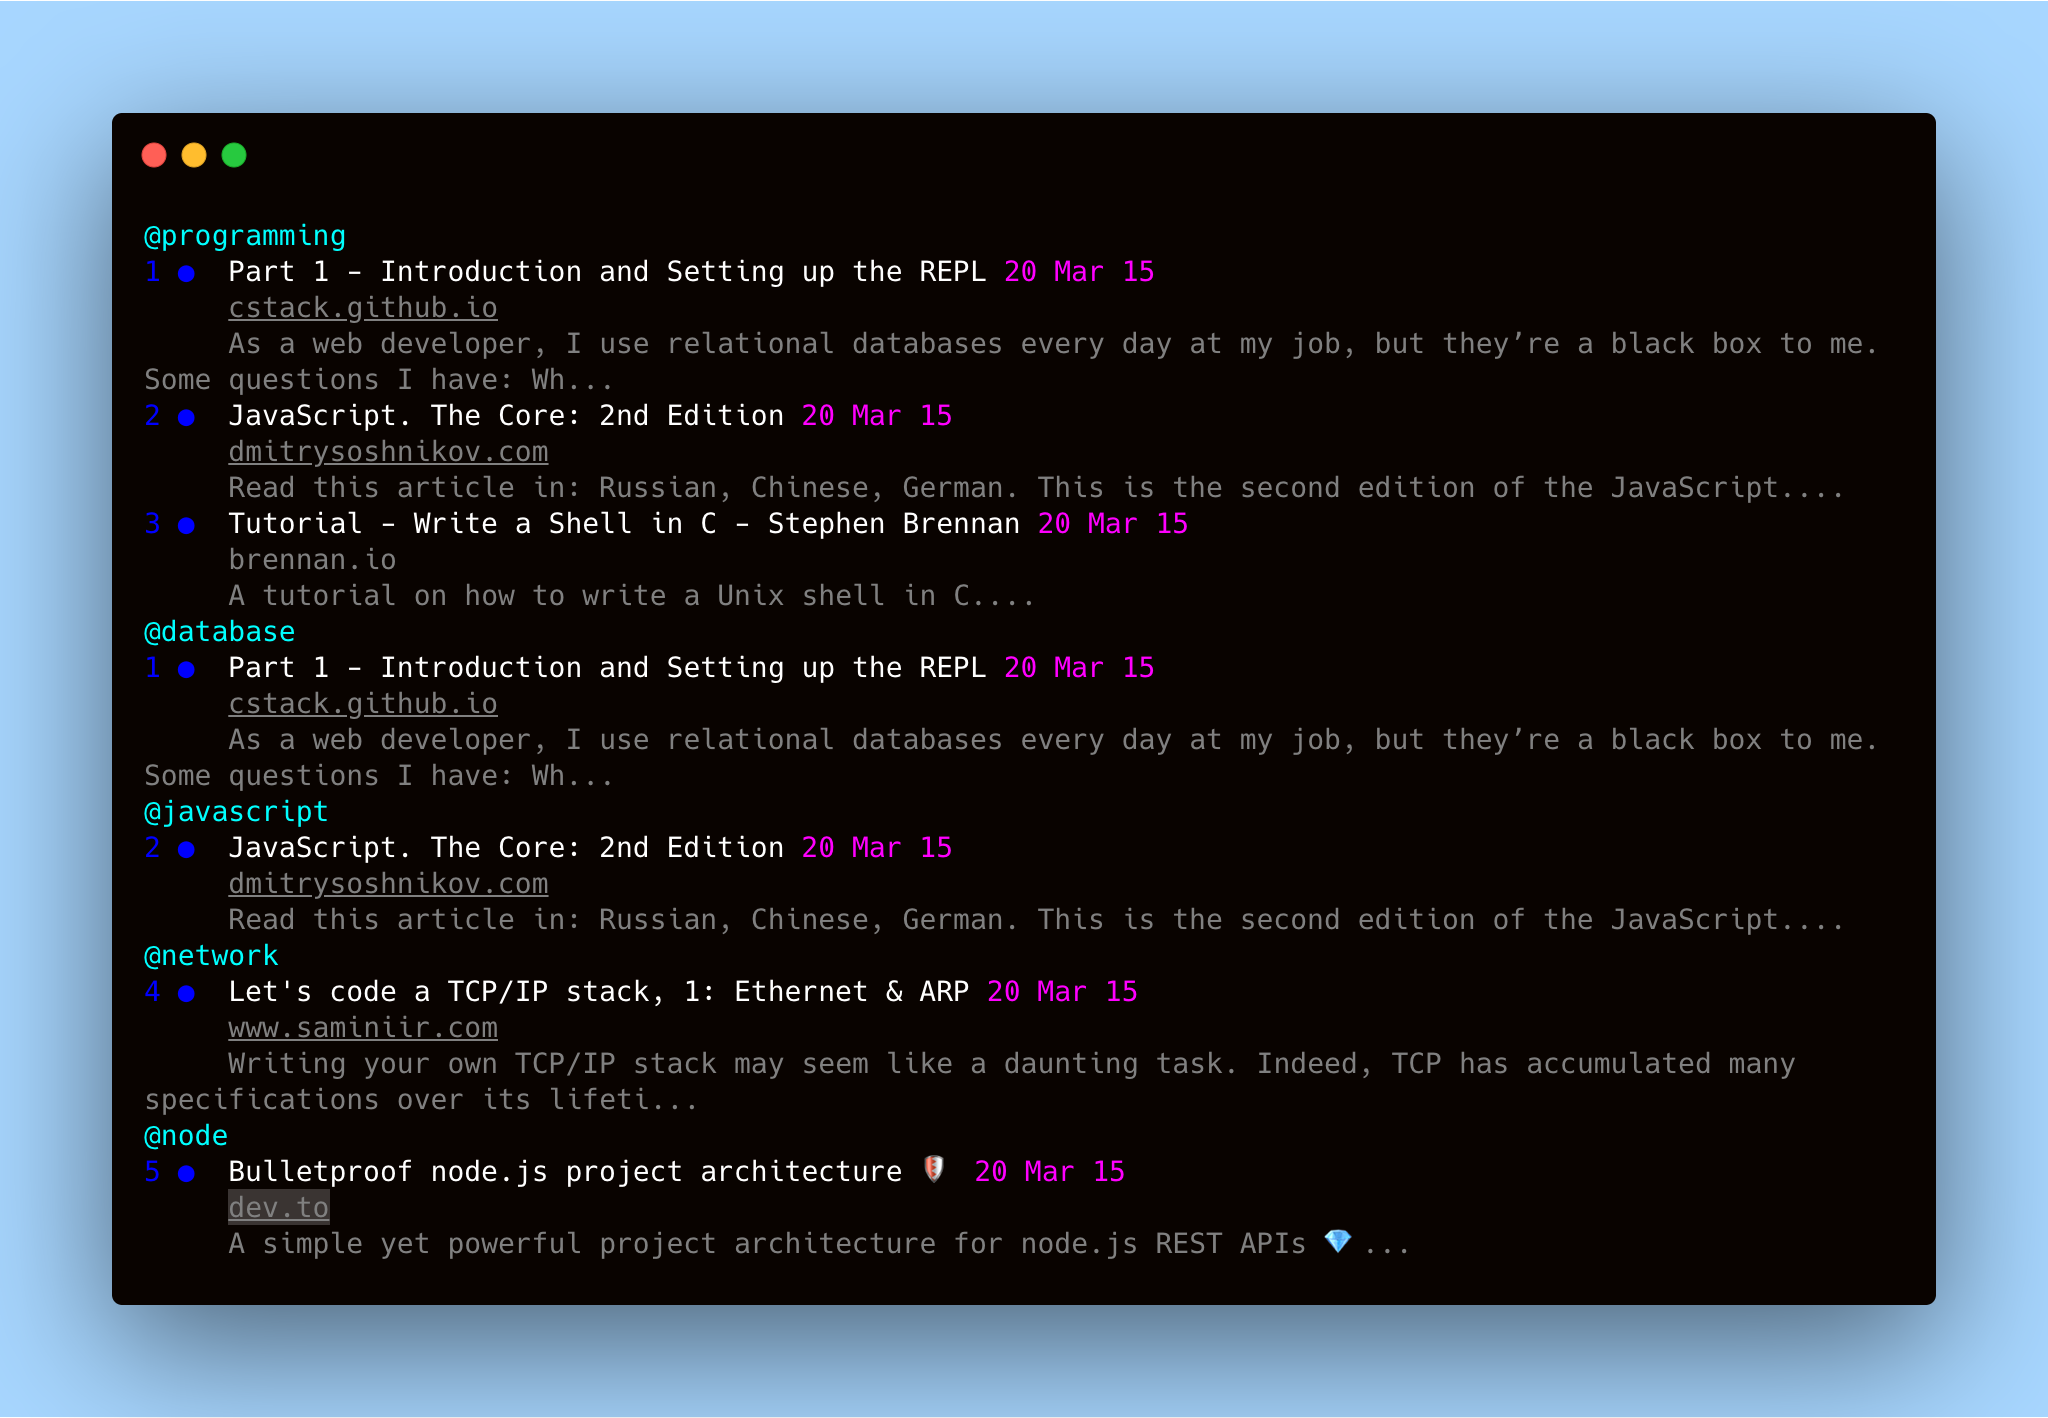 @programming
1 ● Part 1 – Introduction and Setting up the REPL 20 Mar 15
cstack.github.io
As a web developer, I use relational databases every day at my job, but they’re a black box to me.
Some questions I have: Wh...
2 ● JavaScript. The Core: 2nd Edition 20 Mar 15
dmitrysoshnikov.com
Read this article in: Russian, Chinese, German. This is the second edition of the JavaScript....
3 ● Tutorial – Write a Shell in C – Stephen Brennan 20 Mar 15
brennan.io
A tutorial on how to write a Unix shell in C....
@database
1 ● Part 1 – Introduction and Setting up the REPL 20 Mar 15
cstack.github.io
As a web developer, I use relational databases every day at my job, but they’re a black box to me.
Some questions I have: Wh...
@javascript
2 ● JavaScript. The Core: 2nd Edition 20 Mar 15
dmitrysoshnikov.com
Read this article in: Russian, Chinese, German. This is the second edition of the JavaScript....
@network
4 ● Let's code a TCP/IP stack, 1: Ethernet & ARP 20 Mar 15
www.saminiir.com
Writing your own TCP/IP stack may seem like a daunting task. Indeed, TCP has accumulated many
specifications over its lifeti...
@node
5 ● Bulletproof node.js project architecture 🛡️ 20 Mar 15
dev.to
A simple yet powerful project architecture for node.js REST APIs 💎 ...